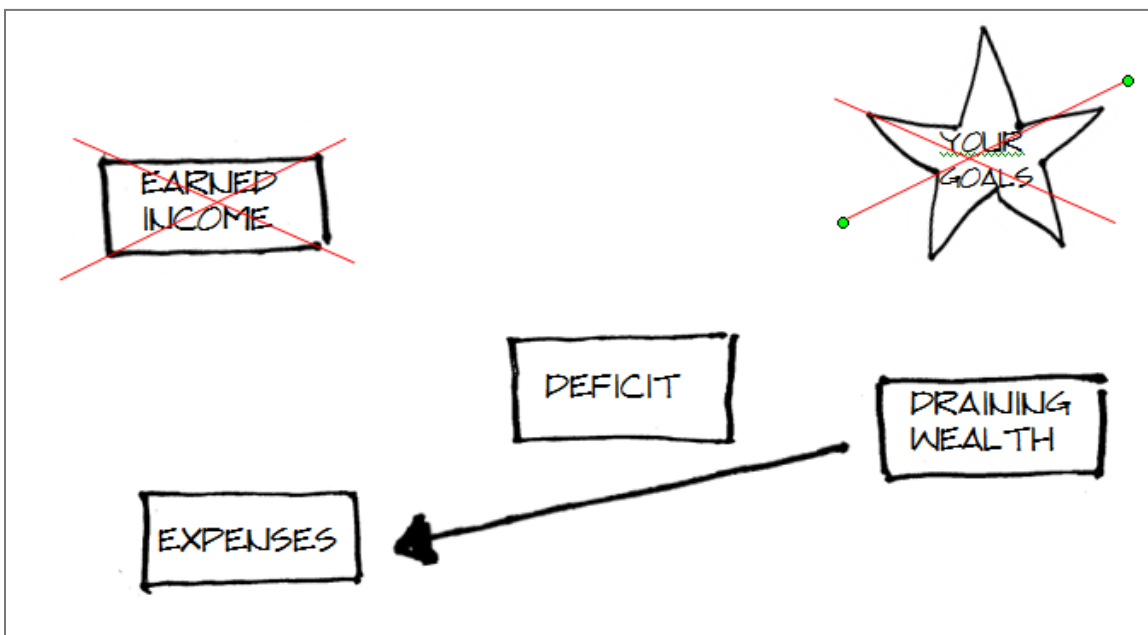 YOUR
GOALS
EARNED
INCOME
DEFICIT
DRAINING
WEALTH
EXPENSES